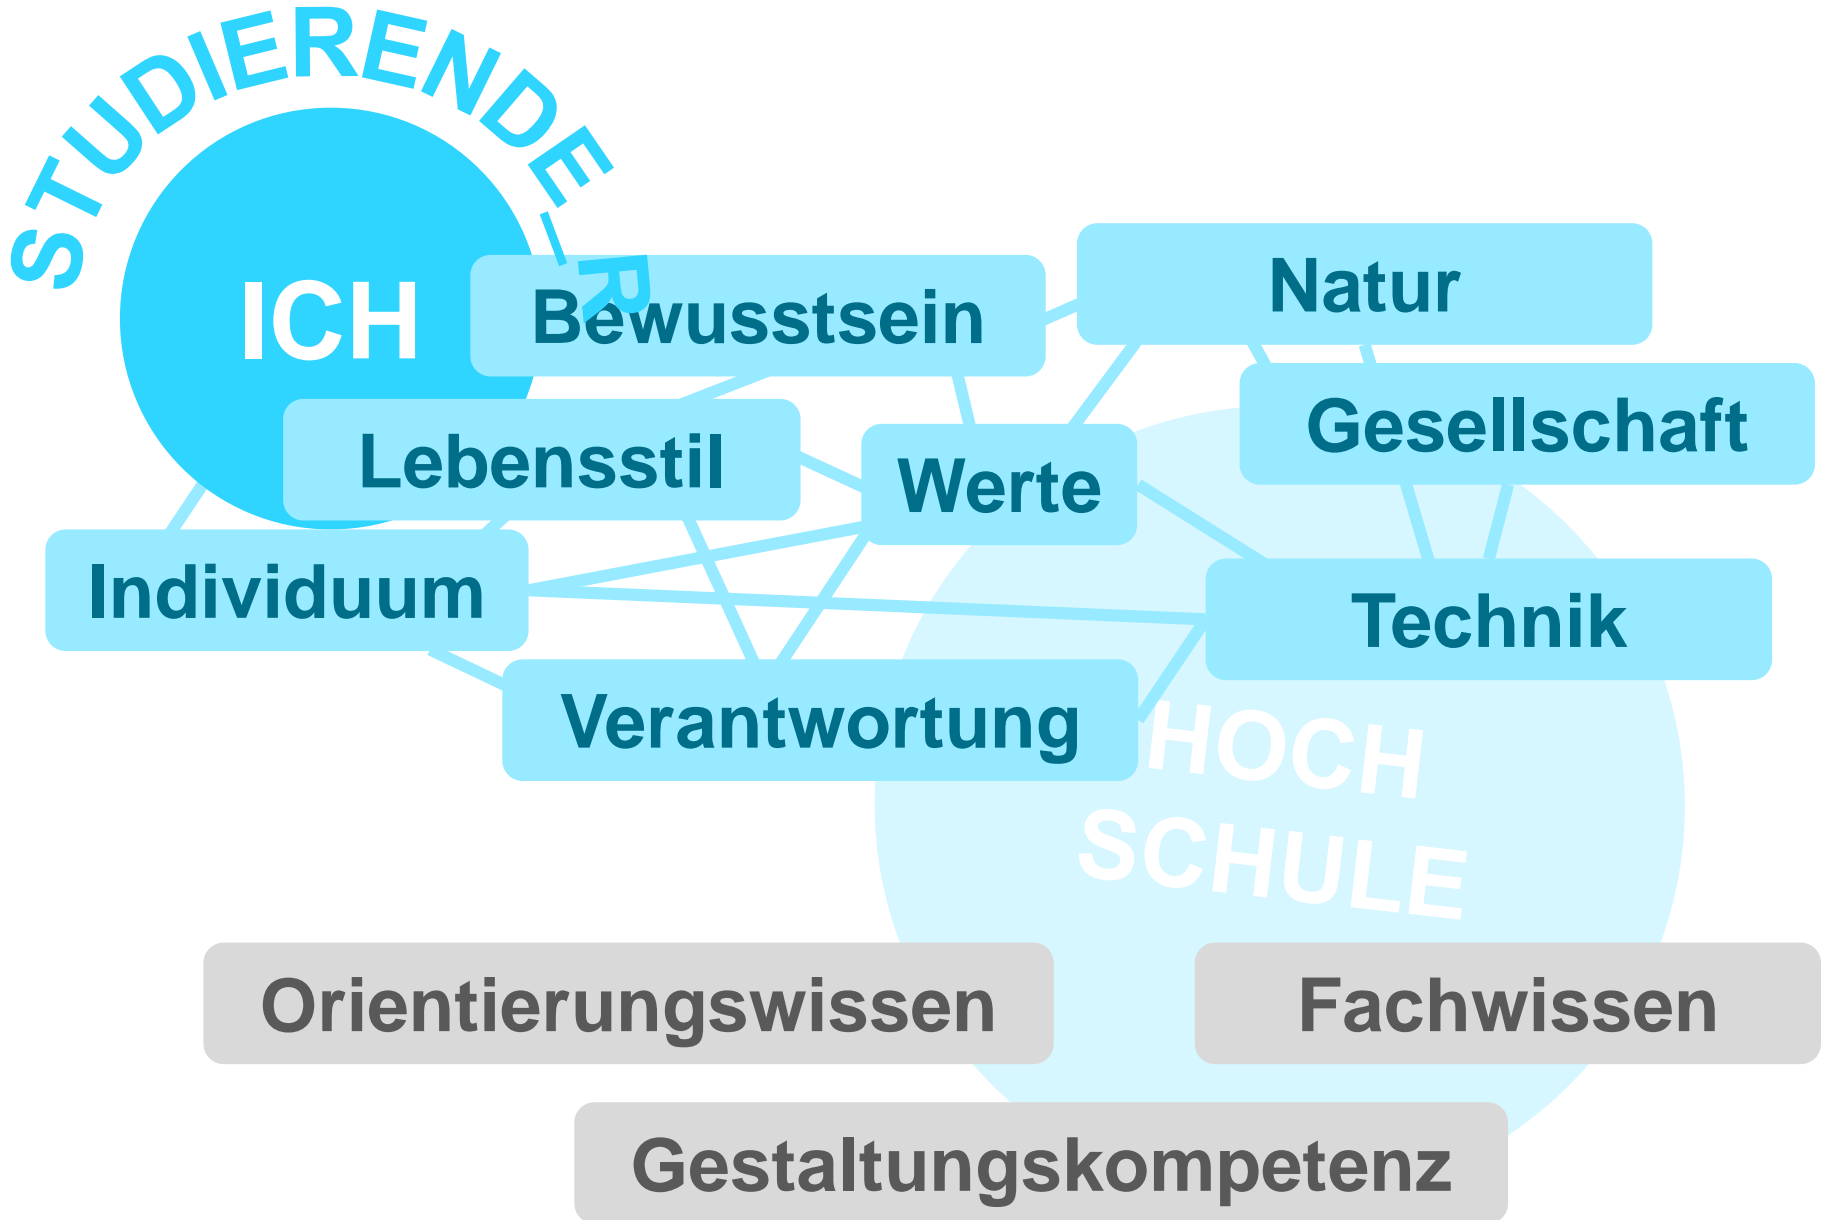 STUDIERENDE_R
ICH
Bewusstsein
Natur
Lebensstil
Gesellschaft
Werte
Individuum
Technik
Verantwortung
HOCH
SCHULE
Orientierungswissen
Fachwissen
Gestaltungskompetenz